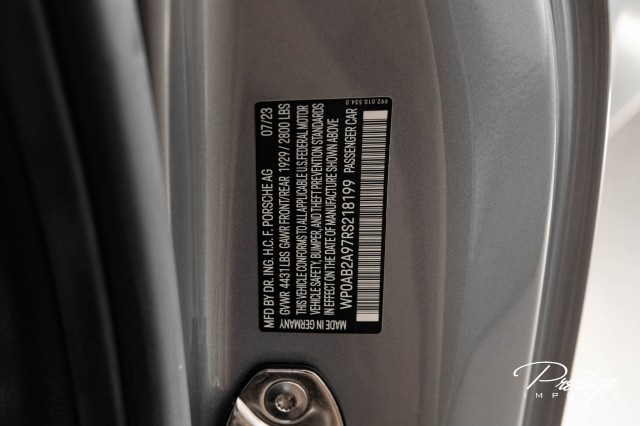 MFD BY DR. ING. H.C. F. PORSCHE AG 07/23
GVWR 4431 LBS GAWR FRONT/REAR 1929 / 2800 LBS
THIS VEHICLE CONFORMS TO ALL APPLICABLE U.S. FEDERAL MOTOR
VEHICLE SAFETY, BUMPER, AND THEFT PREVENTION STANDARDS
IN EFFECT ON THE DATE OF MANUFACTURE SHOWN ABOVE
WP0AB2A97RS218199 PASSENGER CAR
MADE IN GERMANY
992.010.534.D
Prestige